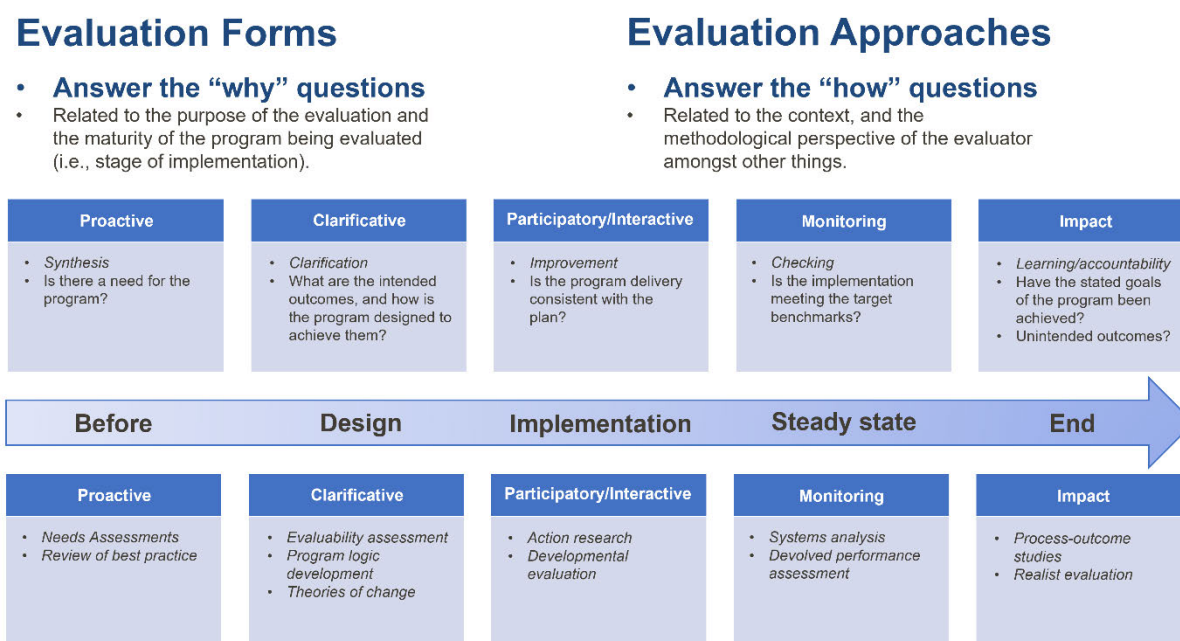 Evaluation Forms
• Answer the “why” questions
• Related to the purpose of the evaluation and
the maturity of the program being evaluated
(i.e., stage of implementation).
Evaluation Approaches
• Answer the “how” questions
• Related to the context, and the
methodological perspective of the evaluator
amongst other things.
Proactive
• Synthesis
• Is there a need for the
program?
Clarificative
• Clarification
• What are the intended
outcomes, and how is
the program designed to
achieve them?
Participatory/Interactive
• Improvement
• Is the program delivery
consistent with the
plan?
Monitoring
• Checking
• Is the implementation
meeting the target
benchmarks?
Impact
• Learning/accountability
• Have the stated goals
of the program been
achieved?
• Unintended outcomes?
Before
Design
Implementation
Steady state
End
Proactive
• Needs Assessments
• Review of best practice
Clarificative
• Evaluability assessment
• Program logic
development
• Theories of change
Participatory/Interactive
• Action research
• Developmental
evaluation
Monitoring
• Systems analysis
• Devolved performance
assessment
Impact
• Process-outcome
studies
• Realist evaluation